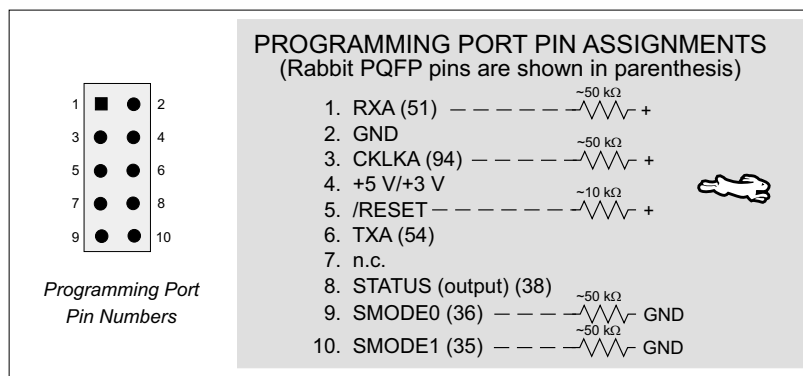 PROGRAMMING PORT PIN ASSIGNMENTS
(Rabbit PQFP pins are shown in parenthesis)
1 2
3 4
5 6
7 8
9 10
Programming Port
Pin Numbers
~50 kΩ
1. RXA (51) +
2. GND
~50 kΩ
3. CKLKA (94) +
4. +5 V/+3 V
~10 kΩ
5. /RESET +
6. TXA (54)
7. n.c.
8. STATUS (output) (38)
~50 kΩ
9. SMODE0 (36) GND
~50 kΩ
10. SMODE1 (35) GND